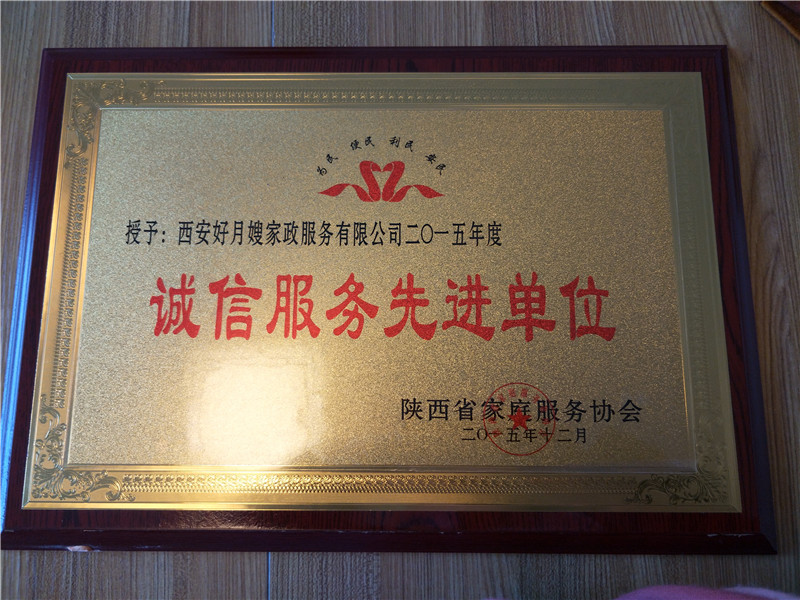 为民 便民 利民 安民
授予：西安好月嫂家政服务有限公司二〇一五年度
诚信服务先进单位
陕西省家庭服务协会
二〇一五年十二月